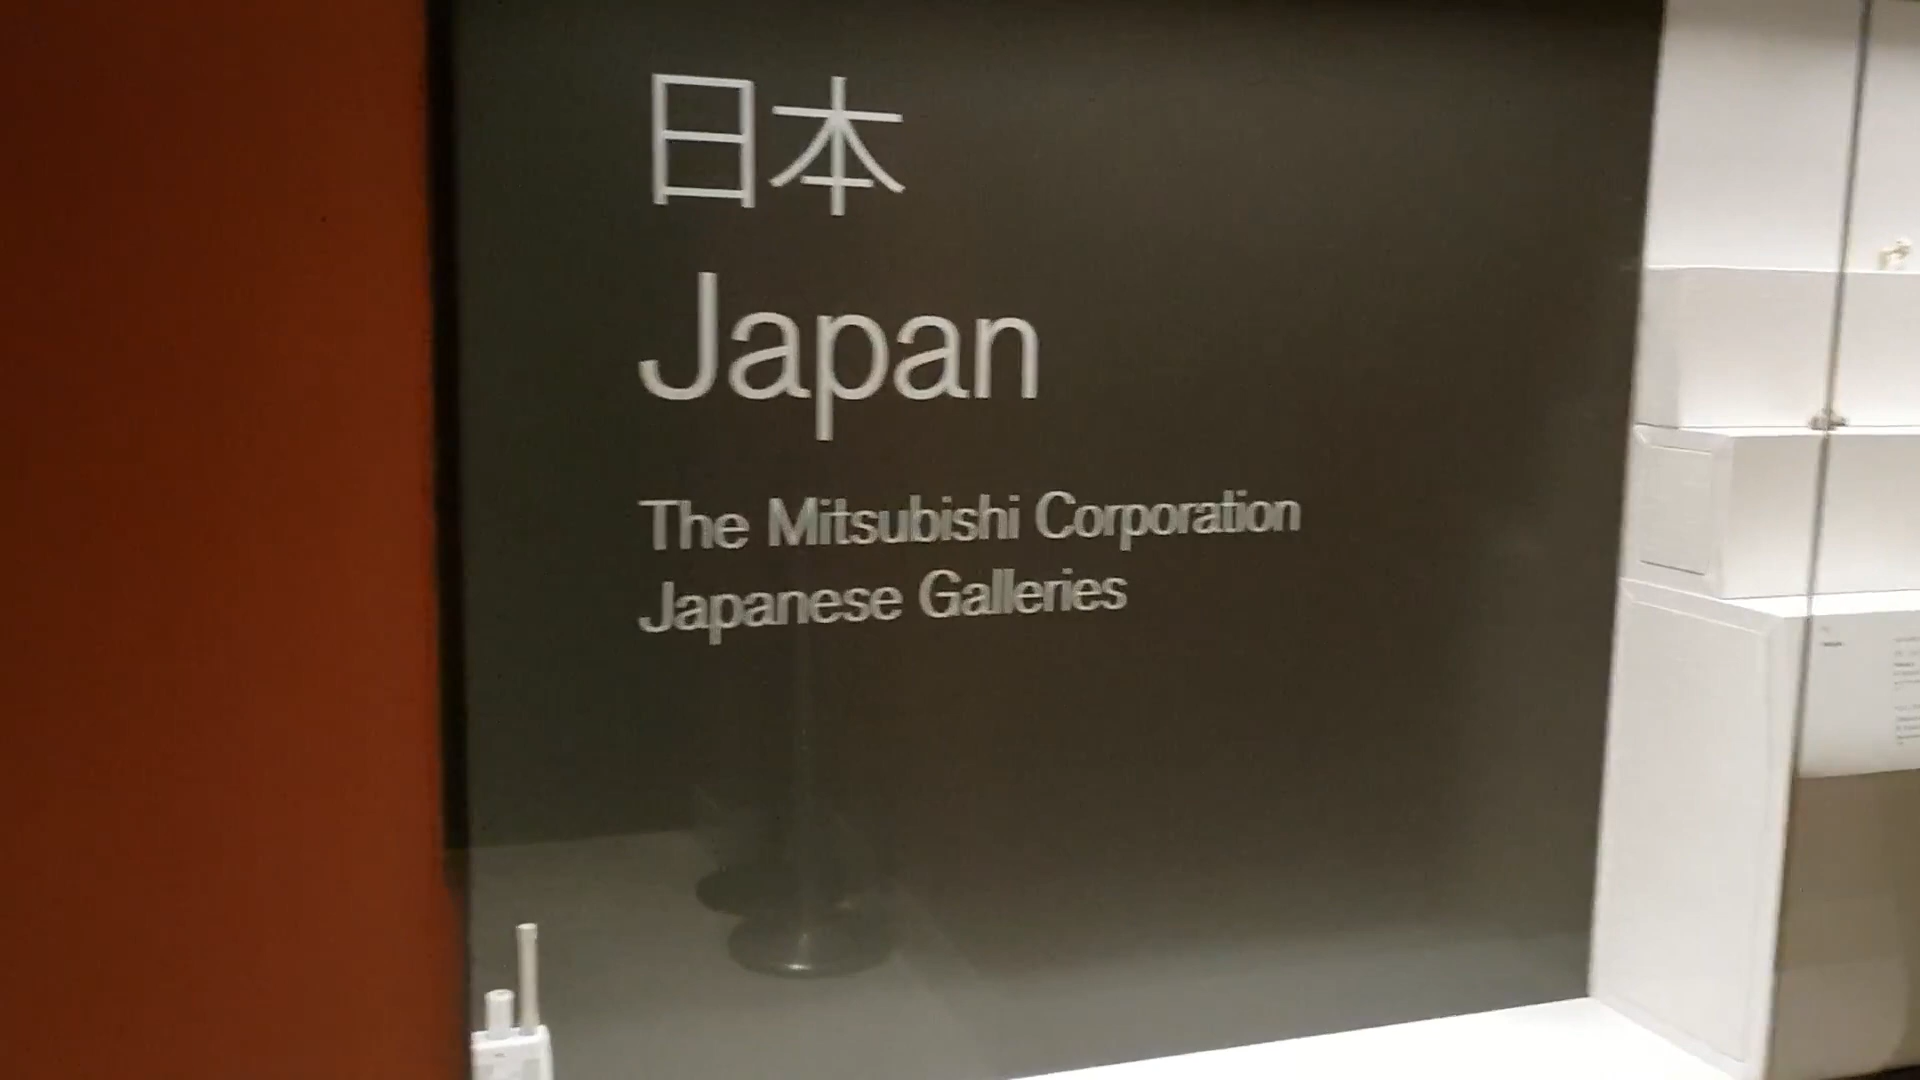 日本
Japan
The Mitsubishi Corporation
Japanese Galleries